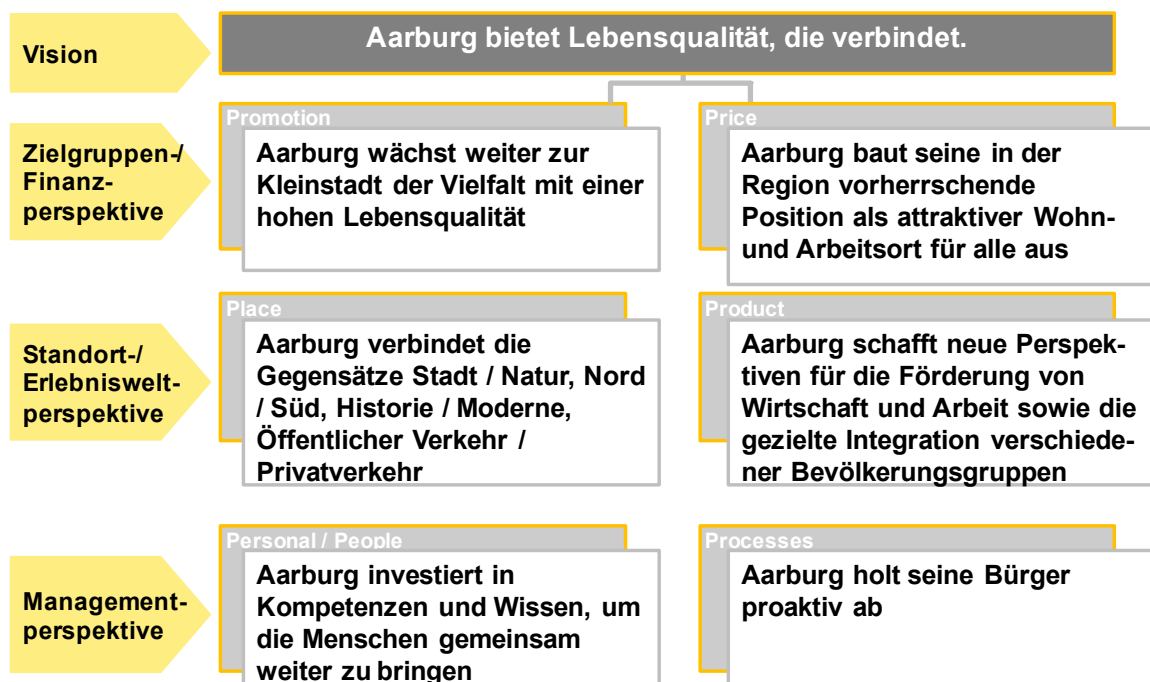 Vision
Aarburg bietet Lebensqualität, die verbindet.
Zielgruppen-/
Finanz-
perspektive
Promotion
Aarburg wächst weiter zur
Kleinstadt der Vielfalt mit einer
hohen Lebensqualität
Price
Aarburg baut seine in der
Region vorherrschende
Position als attraktiver Wohn-
und Arbeitsort für alle aus
Standort-/
Erlebniswelt-
perspektive
Place
Aarburg verbindet die
Gegensätze Stadt / Natur, Nord
/ Süd, Historie / Moderne,
Öffentlicher Verkehr /
Privatverkehr
Product
Aarburg schafft neue Perspek-
tiven für die Förderung von
Wirtschaft und Arbeit sowie die
gezielte Integration verschiede-
ner Bevölkerungsgruppen
Management-
perspektive
Personal / People
Aarburg investiert in
Kompetenzen und Wissen, um
die Menschen gemeinsam
weiter zu bringen
Processes
Aarburg holt seine Bürger
proaktiv ab